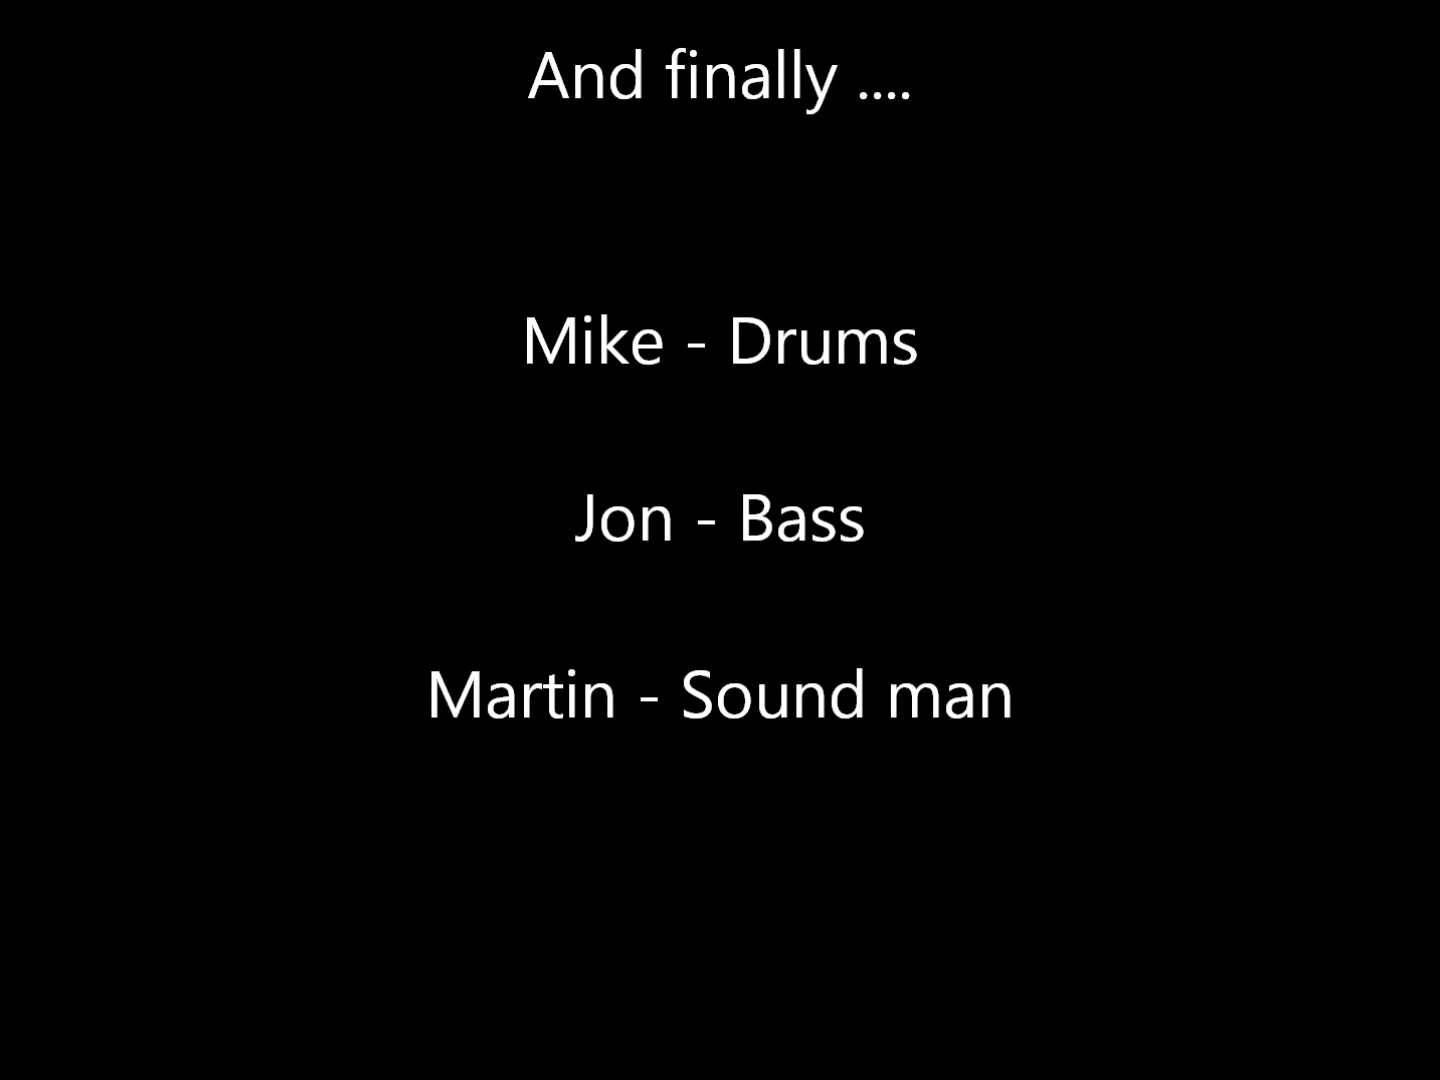 And finally ....
Mike - Drums
Jon - Bass
Martin - Sound man